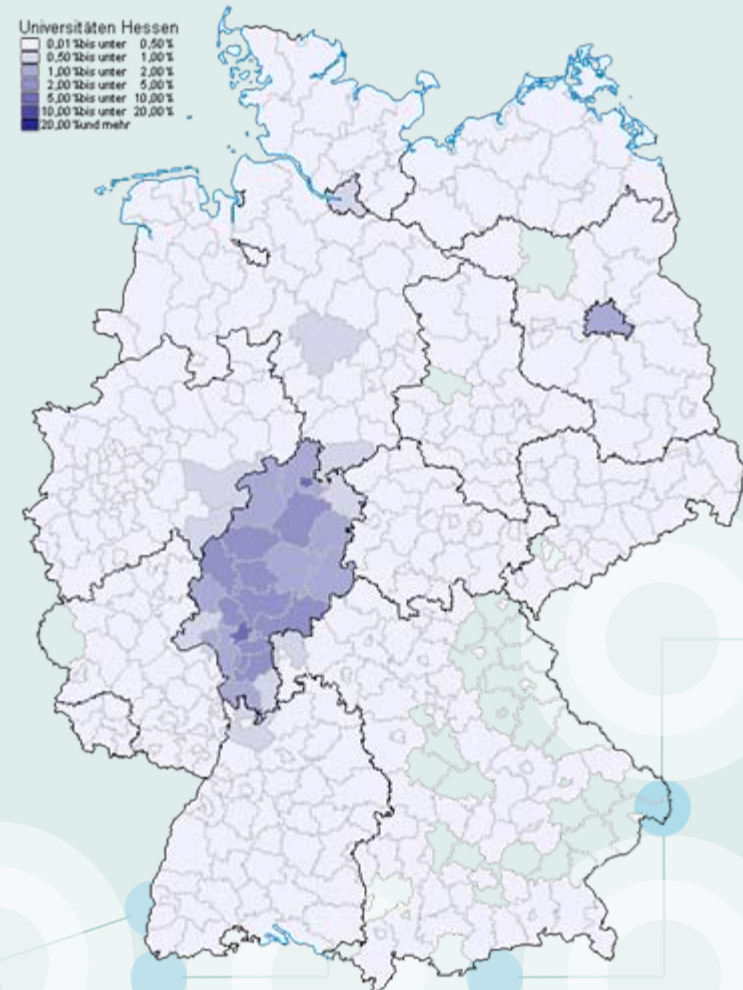 Universitäten Hessen
0,01 %bis unter 0,50 %
0,50 %bis unter 1,00 %
1,00 %bis unter 2,00 %
2,00 %bis unter 5,00 %
5,00 %bis unter 10,00 %
10,00 %bis unter 20,00 %
20,00 %und mehr